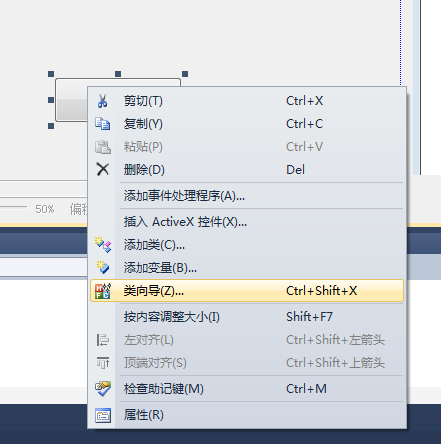 剪切(T) Ctrl+X
复制(Y) Ctrl+C
粘贴(P) Ctrl+V
删除(D) Del
添加事件处理程序(A)...
插入 ActiveX 控件(X)...
添加类(C)...
添加变量(B)...
类向导(Z)... Ctrl+Shift+X
按内容调整大小(I) Shift+F7
左对齐(L) Ctrl+Shift+左箭头
顶端对齐(S) Ctrl+Shift+上箭头
检查助记键(M) Ctrl+M
属性(R)
50% 偏移